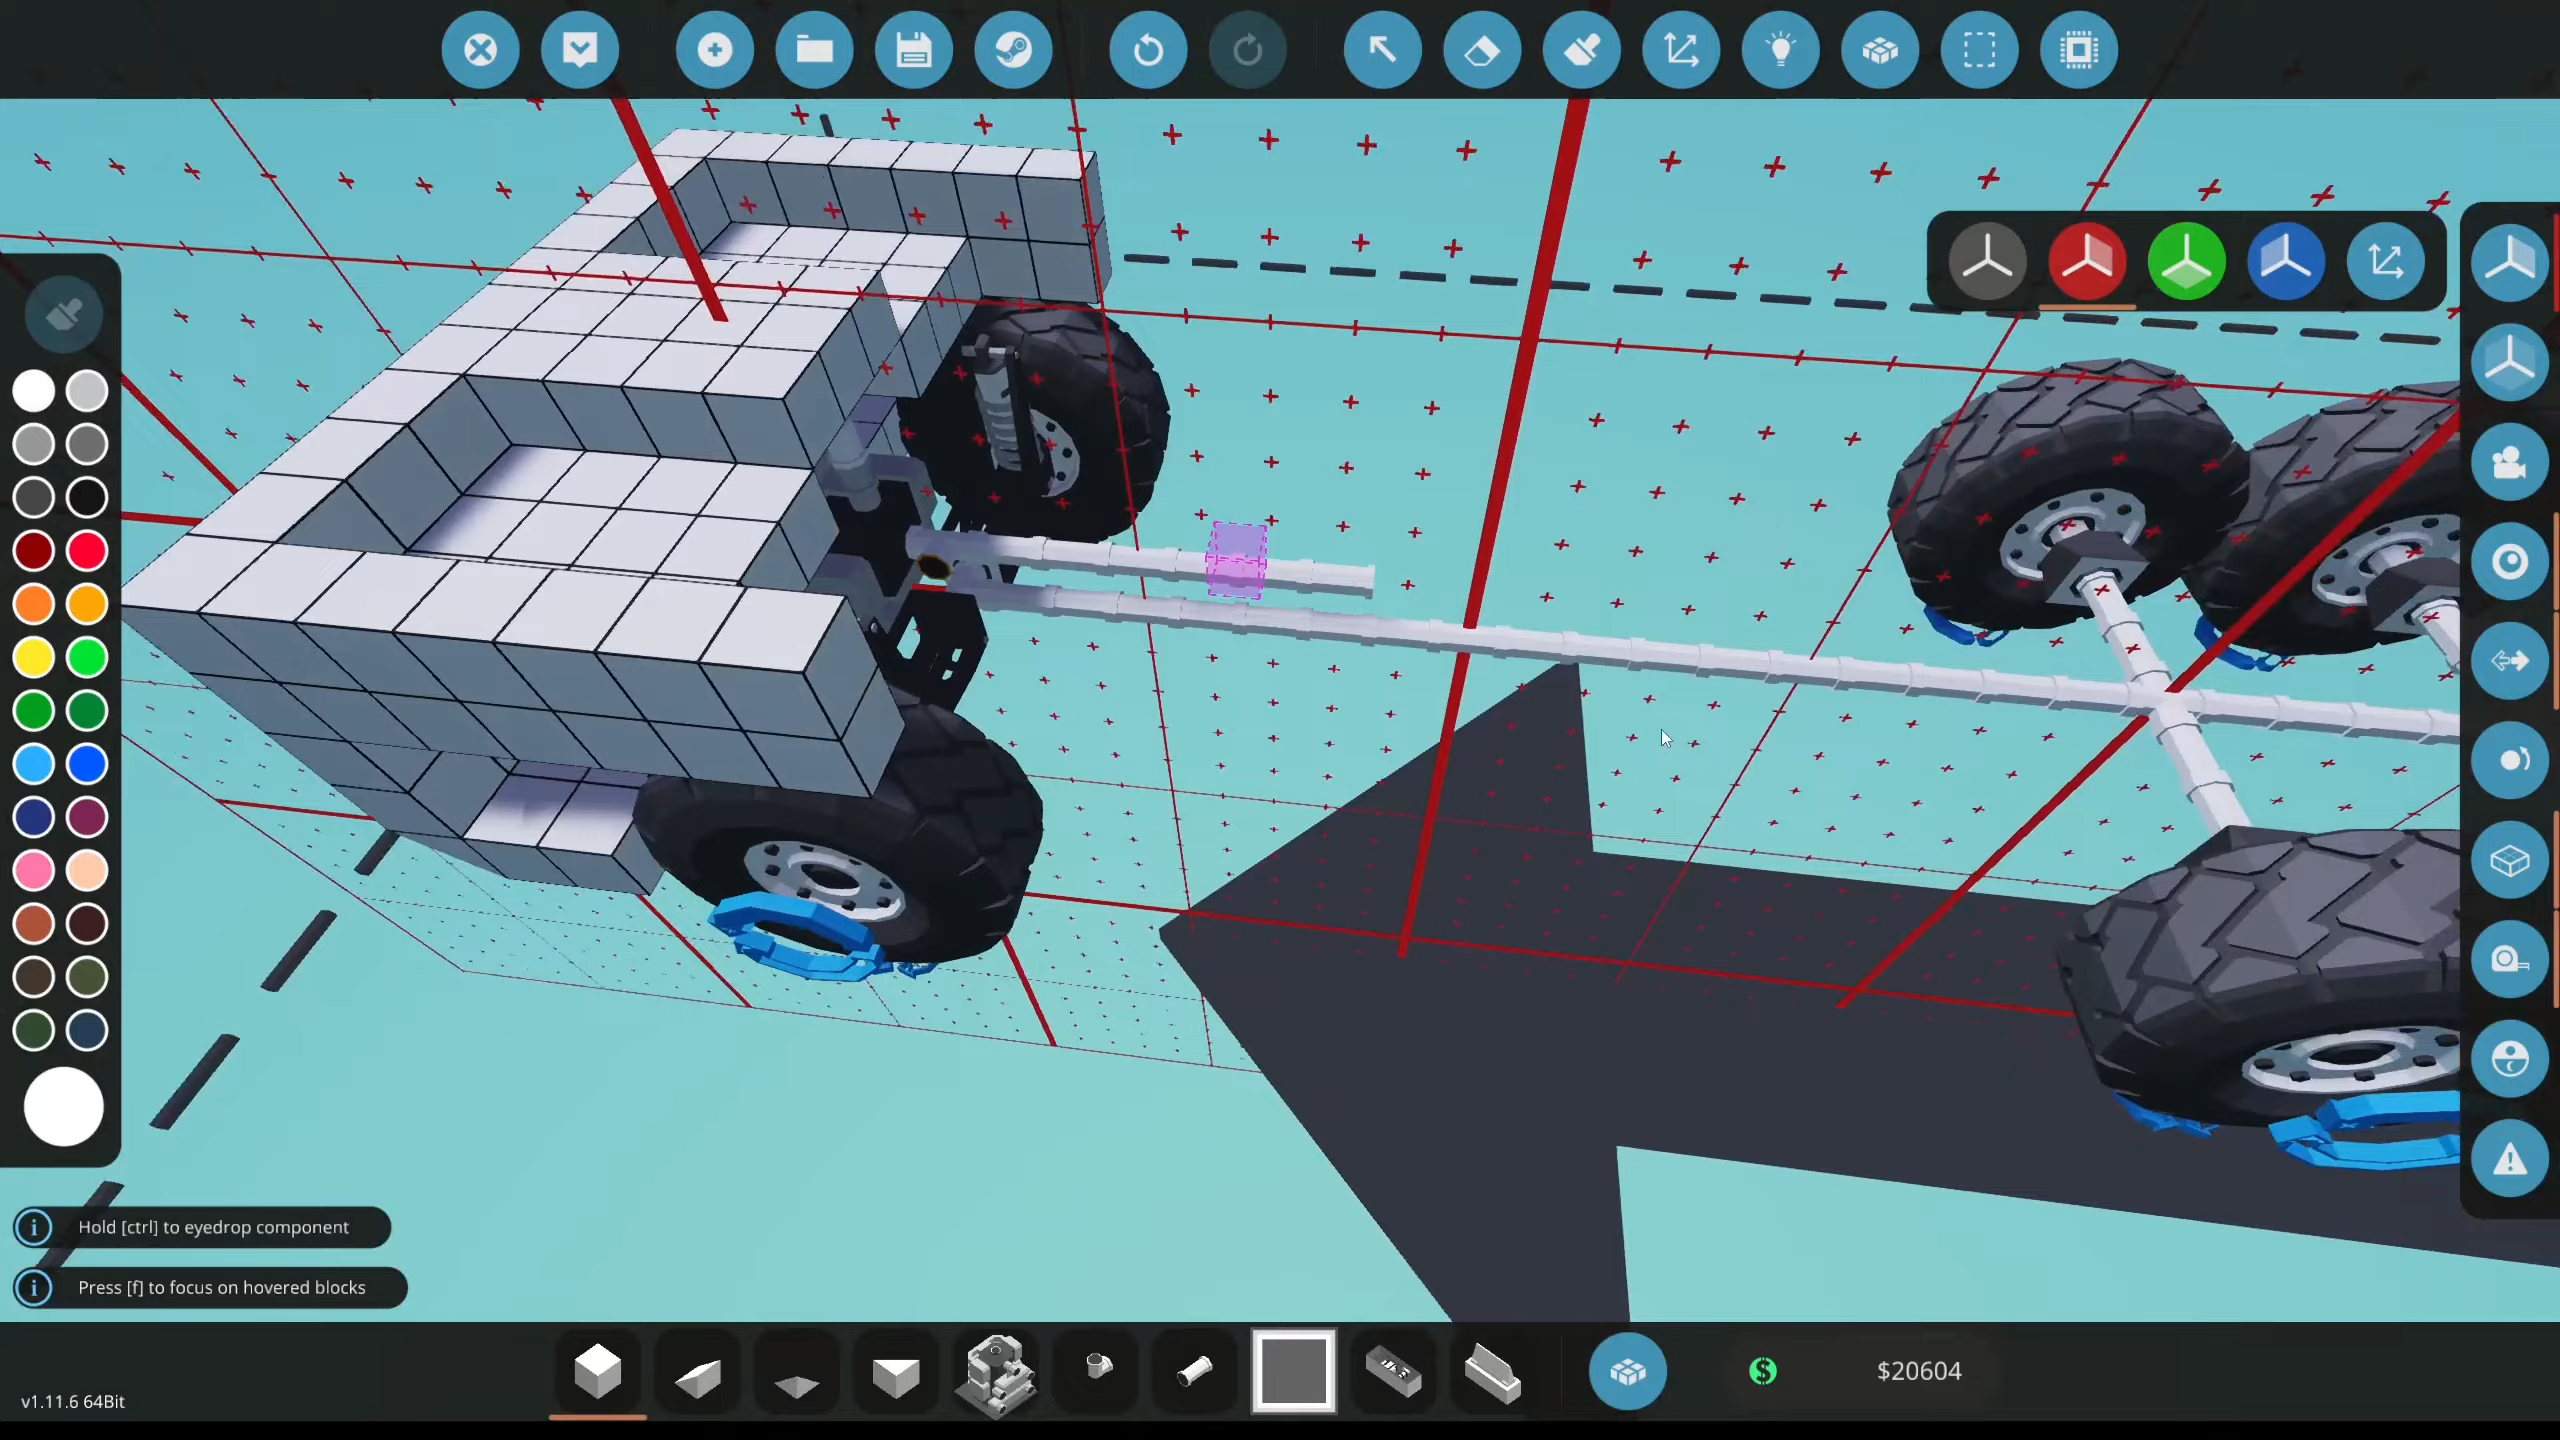 Hold [ctrl] to eyedrop component
Press [f] to focus on hovered blocks
$20604
v1.11.6 64Bit